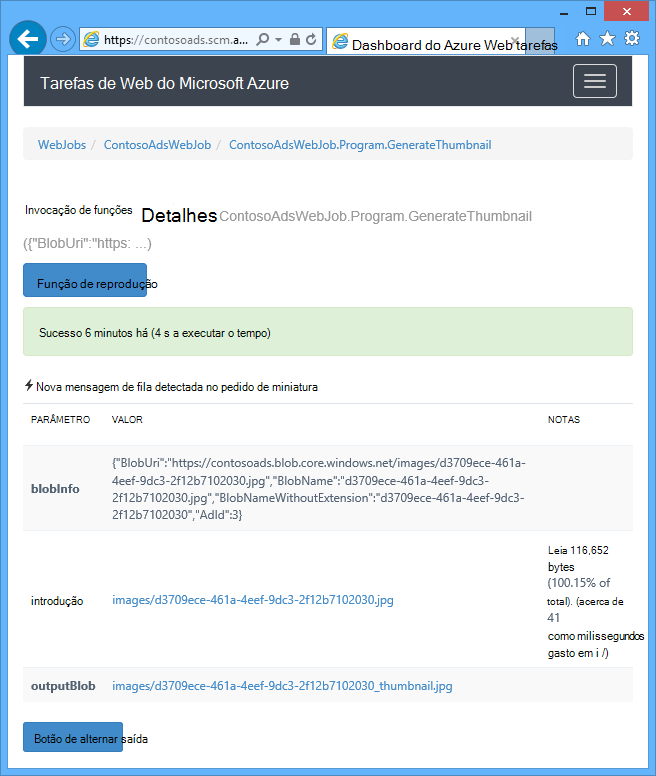 https://contosoads.scm.a...
Dashboard do Azure Web tarefas
Tarefas de Web do Microsoft Azure
WebJobs / ContosoAdsWebJob / ContosoAdsWebJob.Program.GenerateThumbnail
Invocação de funções Detalhes ContosoAdsWebJob.Program.GenerateThumbnail
({"BlobUri":"https: ...)
Função de reprodução
Sucesso 6 minutos há (4 s a executar o tempo)
Nova mensagem de fila detectada no pedido de miniatura
PARÂMETRO VALOR NOTAS
blobInfo
{"BlobUri":"https://contosoads.blob.core.windows.net/images/d3709ece-461a-
4eef-9dc3-2f12b7102030.jpg","BlobName":"d3709ece-461a-4eef-9dc3-
2f12b7102030.jpg","BlobNameWithoutExtension":"d3709ece-461a-4eef-9dc3-
2f12b7102030","AdId":3}
introdução
images/d3709ece-461a-4eef-9dc3-2f12b7102030.jpg
Leia 116,652
bytes
(100.15% of
total). (acerca de
41
como milissegundos
gasto em i /)
outputBlob images/d3709ece-461a-4eef-9dc3-2f12b7102030_thumbnail.jpg
Botão de alternar saída